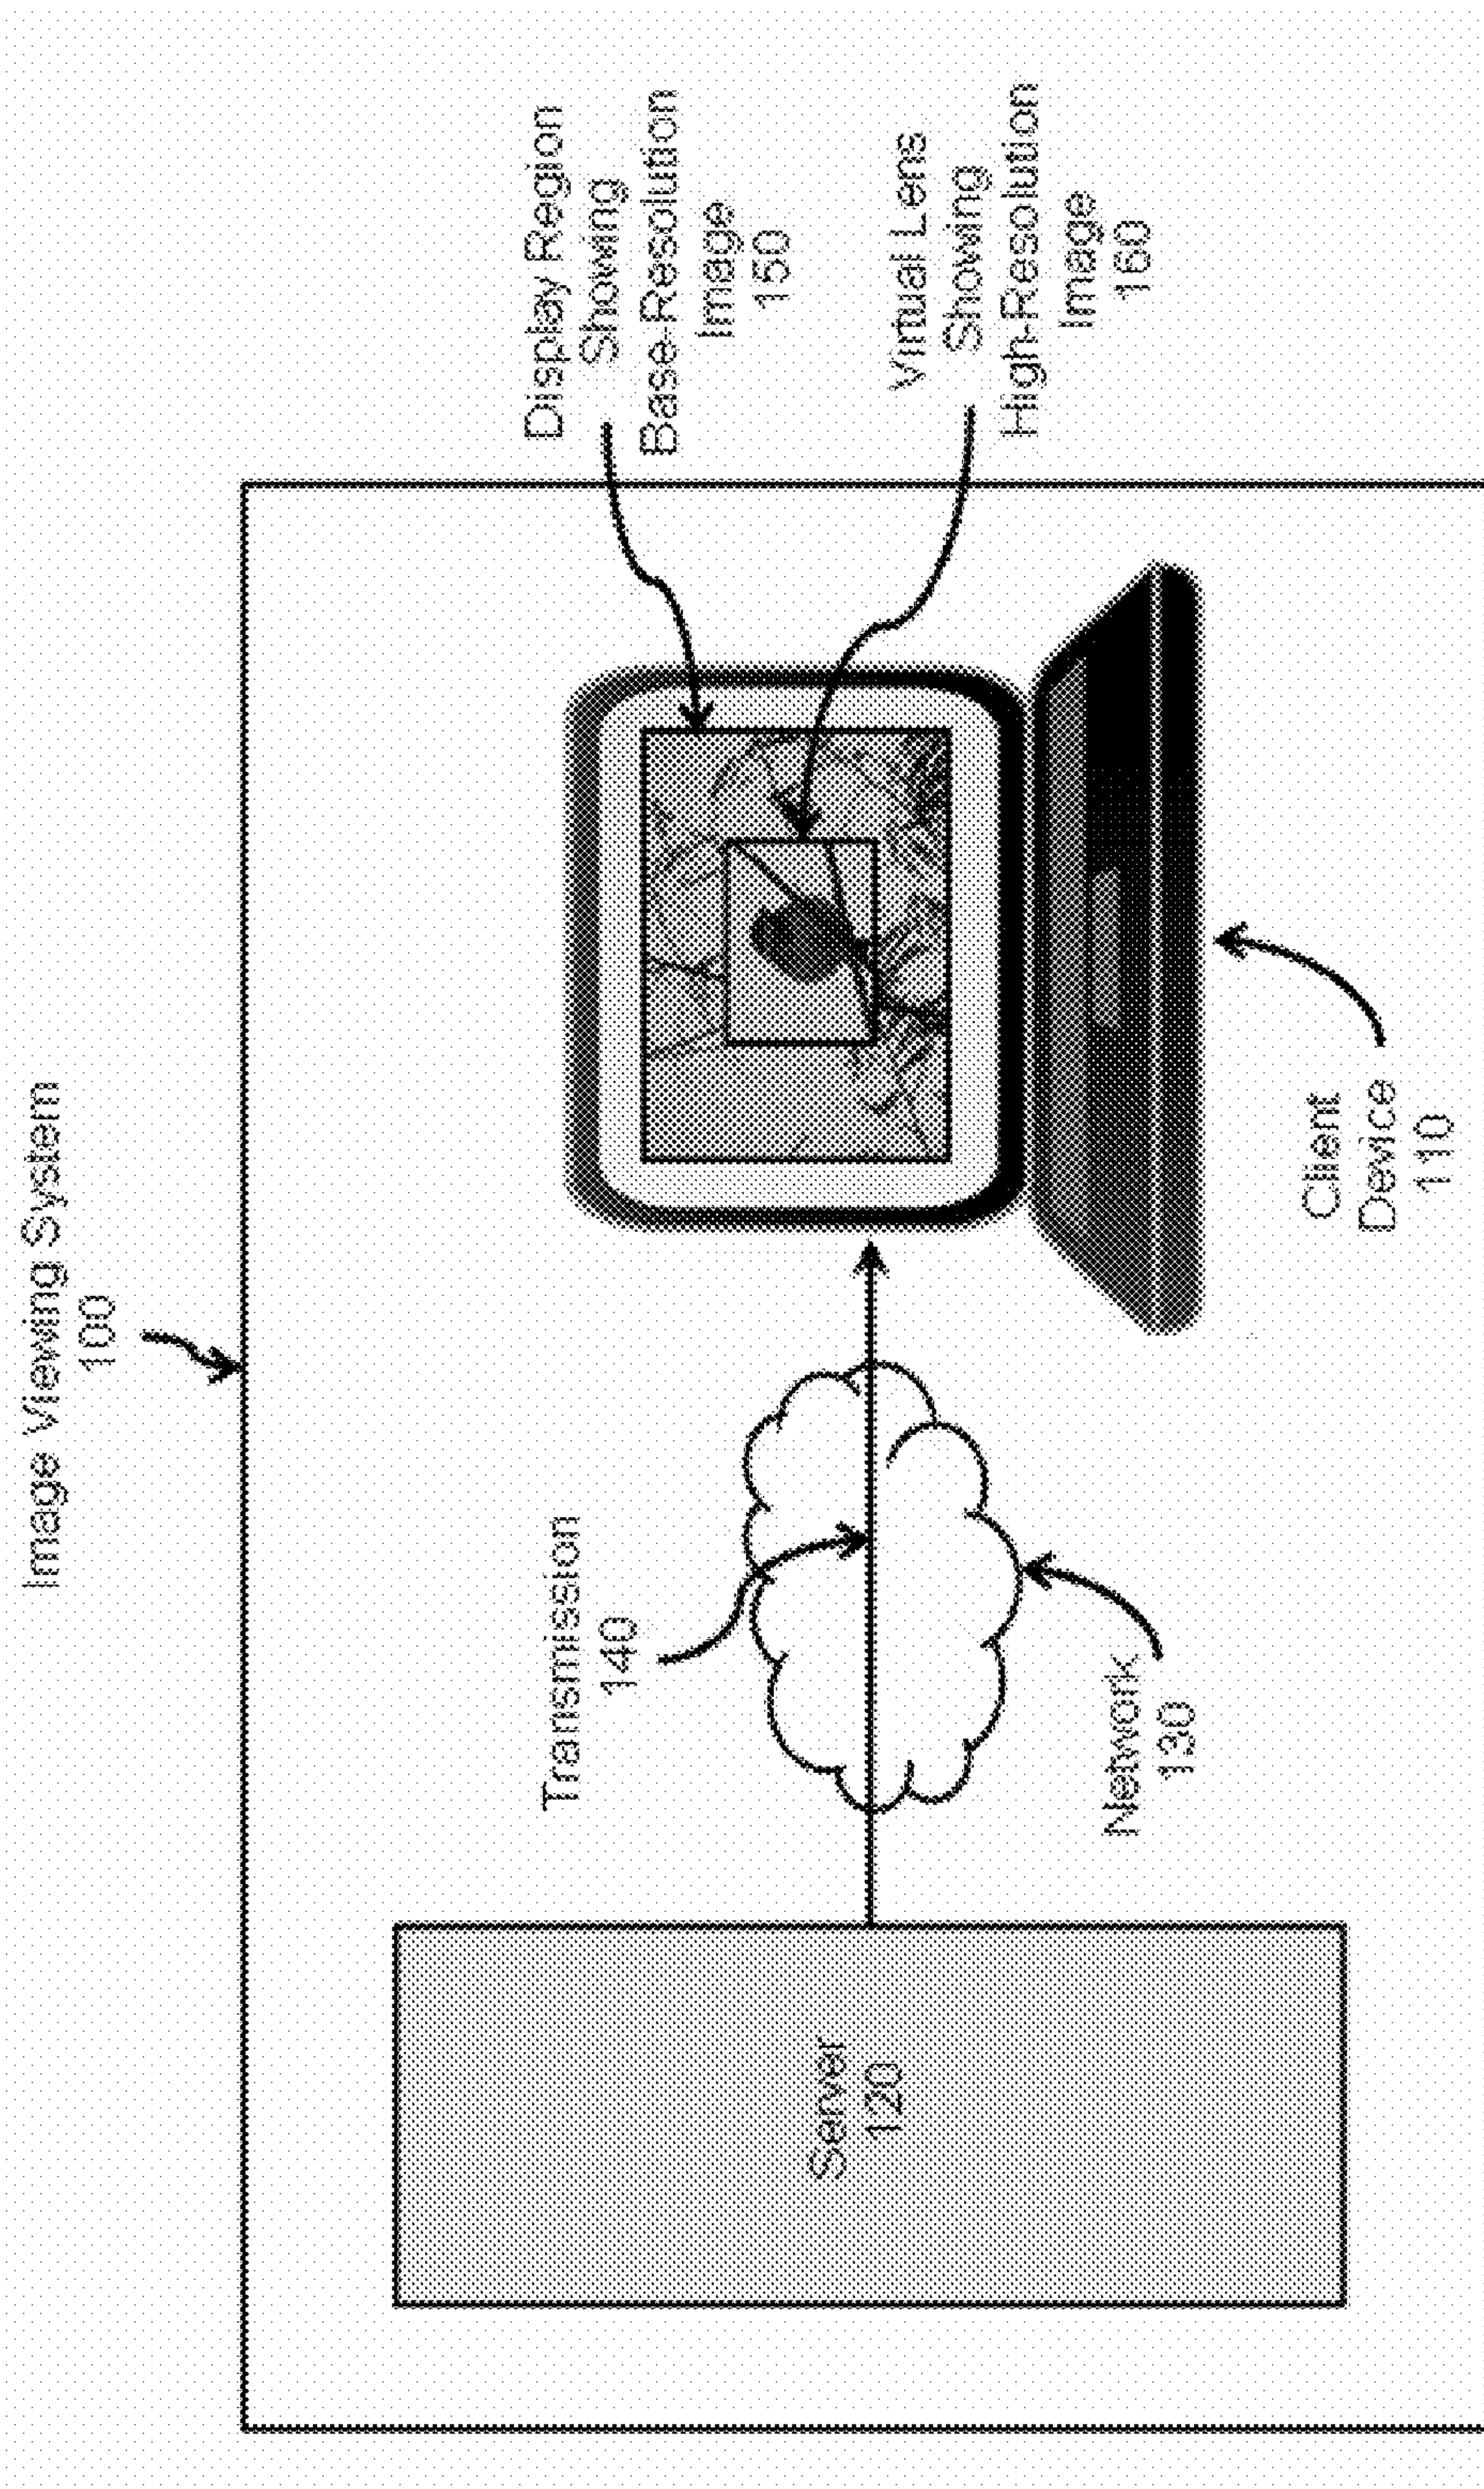 Image Viewing System
100
Display Region
Showing
Base-Resolution
Image
150
Virtual Lens
Showing
High-Resolution
Image
160
Transmission
140
Network
130
Server
120
Client
Device
110